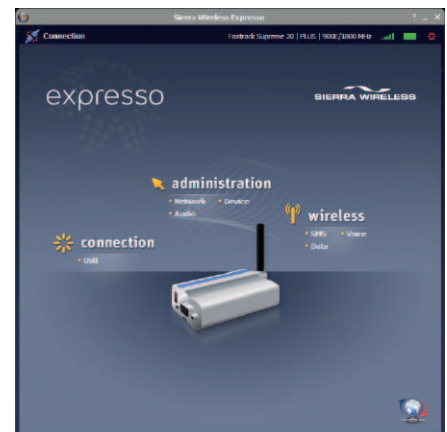 Sierra Wireless Expresso
Connection
Fastrack Supreme 20 | PLUS | 900E/1800 MHz
expresso
SIERRA WIRELESS
administration
• Network • Device
• Audio
wireless
• SMS • Voice
• Data
connection
• USB